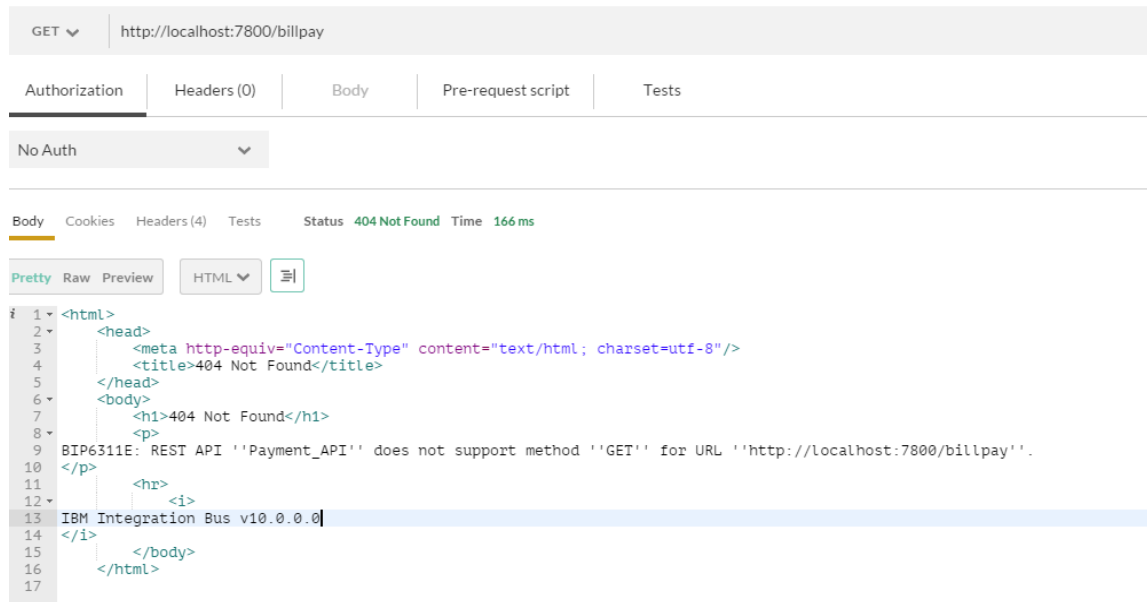 GET http://localhost:7800/billpay
Authorization Headers (0) Body Pre-request script Tests
No Auth
Body Cookies Headers (4) Tests Status 404 Not Found Time 166 ms
Pretty Raw Preview HTML
i 1 <html>
2 <head>
3 <meta http-equiv="Content-Type" content="text/html; charset=utf-8"/>
4 <title>404 Not Found</title>
5 </head>
6 <body>
7 <h1>404 Not Found</h1>
8 <p>
9 BIP6311E: REST API ''Payment_API'' does not support method ''GET'' for URL ''http://localhost:7800/billpay''.
10 </p>
11 <hr>
12 <i>
13 IBM Integration Bus v10.0.0.0
14 </i>
15 </body>
16 </html>
17